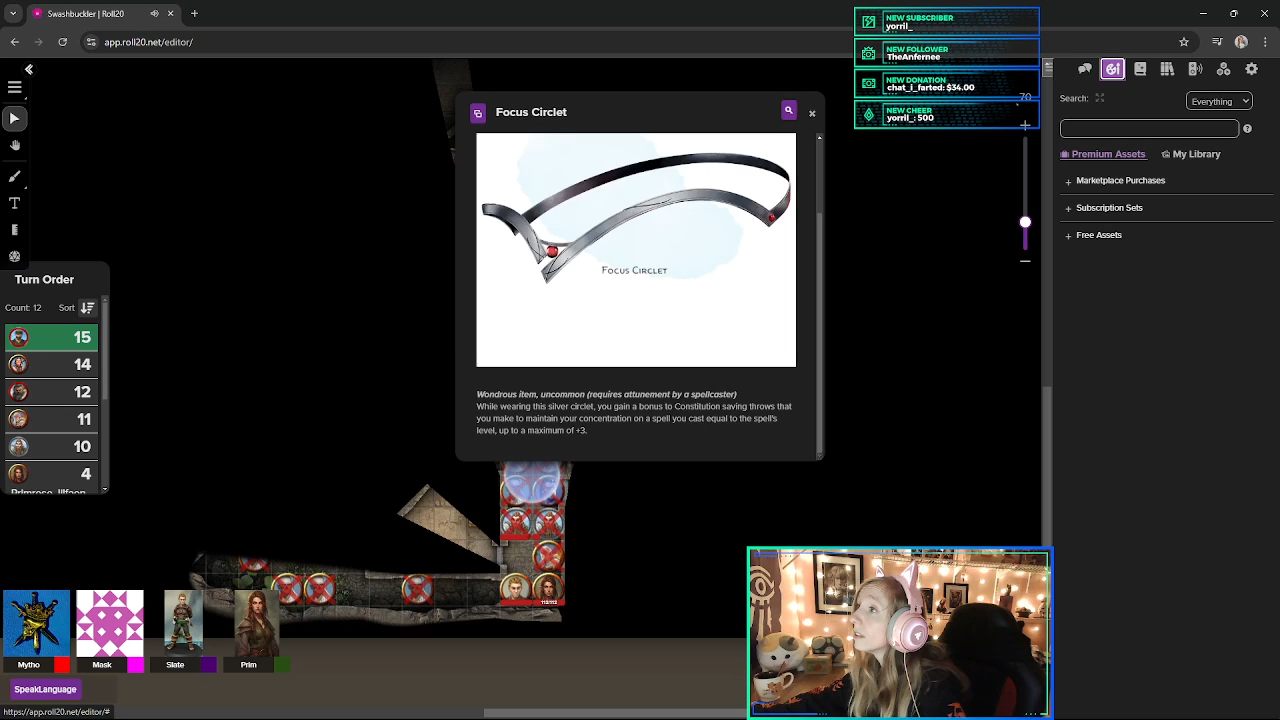 Swas
app.roll20.net/editor/
NEW SUBSCRIBER
yorril_
NEW FOLLOWER
TheAnfernee
NEW DONATION
chat_i_farted: $34.00
NEW CHEER
yorril_: 500
70
Everything
Premium Assets
My Library
Marketplace Purchases
Subscription Sets
Free Assets
Turn Order
Count: 12
Sort
15
14
12
11
10
4
Focus Circlet
Focus Circlet
Wondrous item, uncommon (requires attunement by a spellcaster)
While wearing this silver circlet, you gain a bonus to Constitution saving throws that
you make to maintain your concentration on a spell you cast equal to the spell's
level, up to a maximum of +3.
Mytho
Mask
Slate
Prim
SpeakLanguage
https://app.roll20.net/editor/#